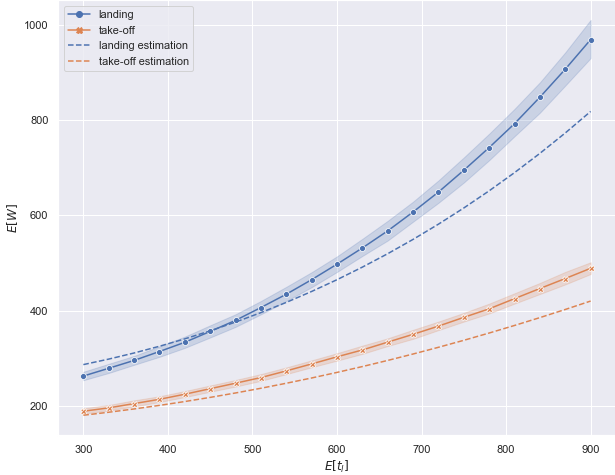 landing
take-off
landing estimation
take-off estimation
1000
800
600
400
200
E[W]
300 400 500 600 700 800 900
E[t_l]